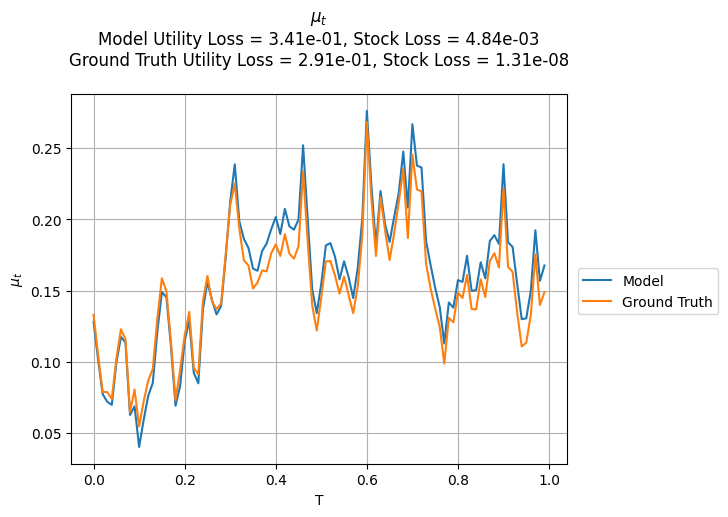 μt
Model Utility Loss = 3.41e-01, Stock Loss = 4.84e-03
Ground Truth Utility Loss = 2.91e-01, Stock Loss = 1.31e-08
0.25
0.20
0.15
0.10
0.05
μt
0.0 0.2 0.4 0.6 0.8 1.0
T
Model
Ground Truth